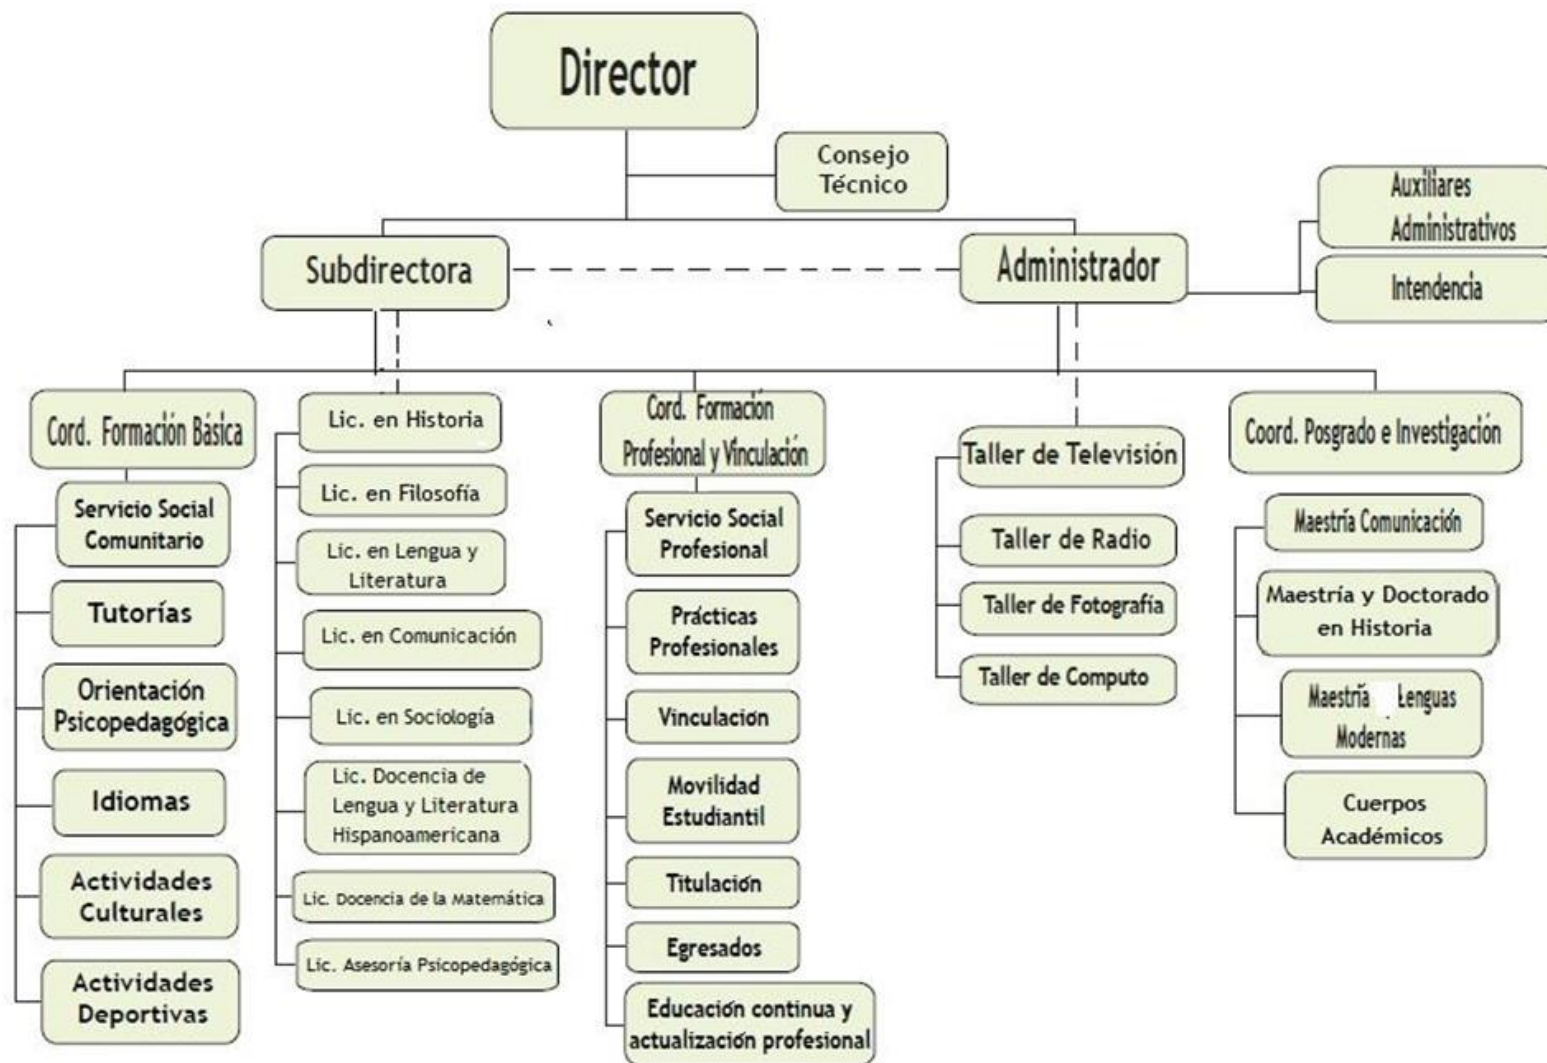 Director
Consejo
Técnico
Auxiliares
Administrativos
Subdirectora
Administrador
Intendencia
Cord. Formación Básica
Servicio Social
Comunitario
Tutorías
Orientación
Psicopedagógica
Idiomas
Actividades
Culturales
Actividades
Deportivas
Lic. en Historia
Lic. en Filosofía
Lic. en Lengua y
Literatura
Lic. en Comunicación
Lic. en Sociología
Lic. Docencia de
Lengua y Literatura
Hispanoamericana
Lic. Docencia de la Matemática
Lic. Asesoría Psicopedagógica
Cord. Formación
Profesional y Vinculación
Servicio Social
Profesional
Prácticas
Profesionales
Vinculación
Movilidad
Estudiantil
Titulación
Egresados
Educación continua y
actualización profesional
Taller de Televisión
Taller de Radio
Taller de Fotografía
Taller de Computo
Coord. Posgrado e Investigación
Maestría Comunicación
Maestría y Doctorado
en Historia
Maestría Lenguas
Modernas
Cuerpos
Académicos